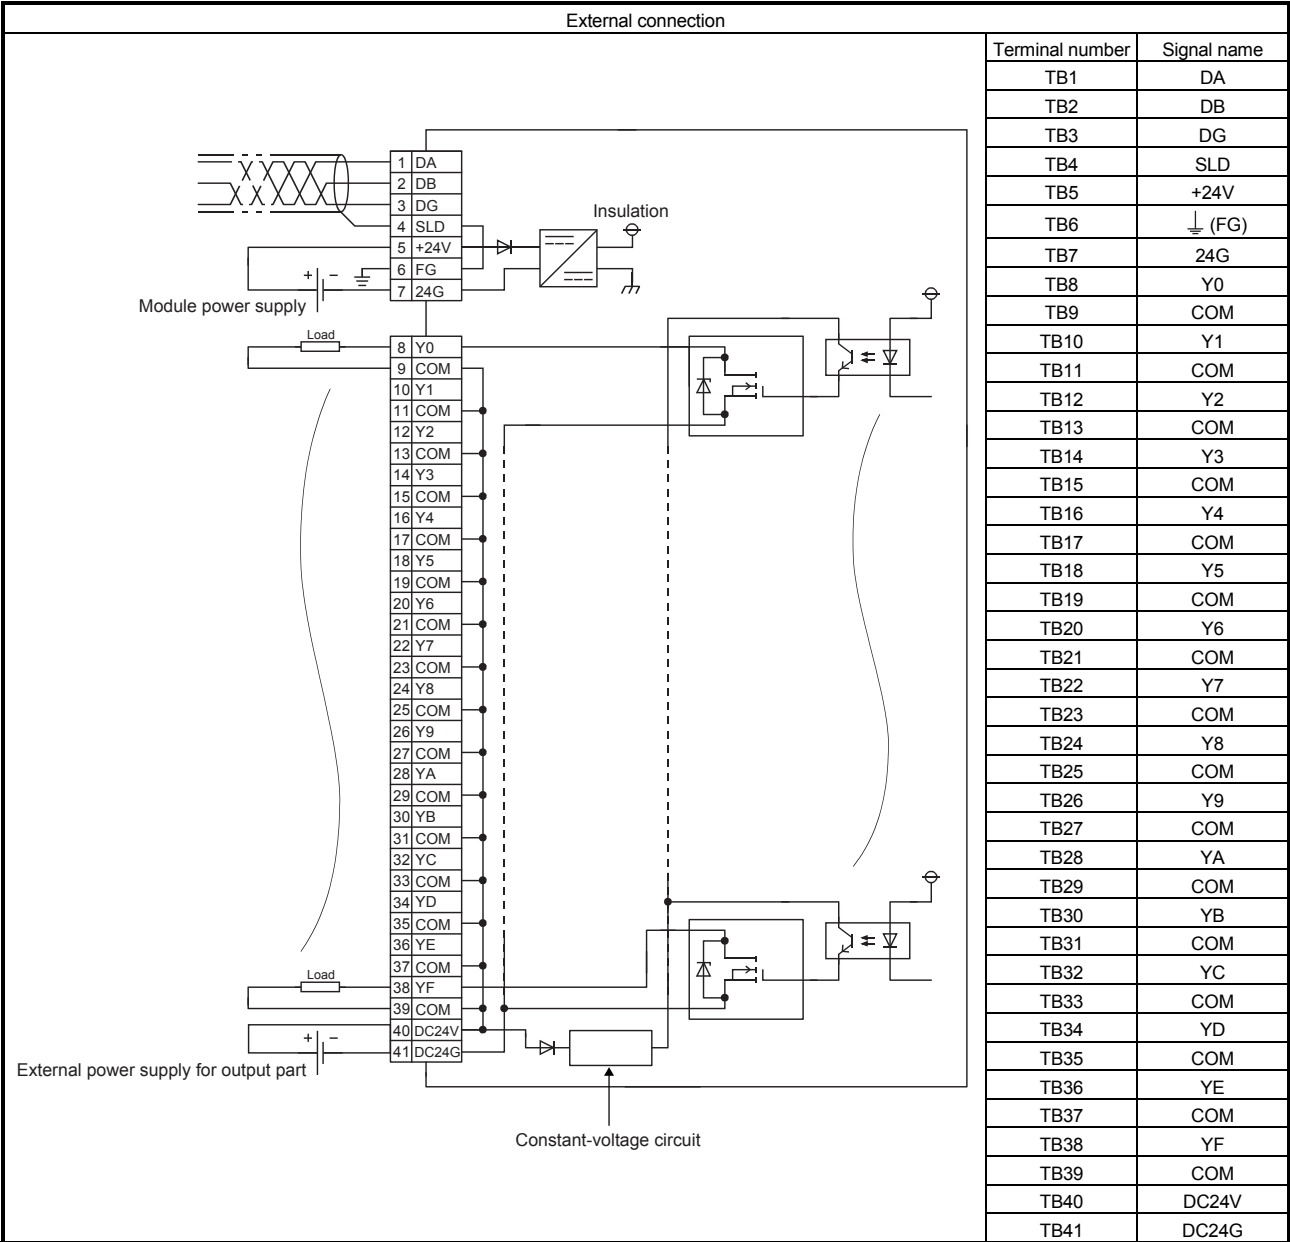 External connection
1 DA
2 DB
3 DG
4 SLD
5 +24V
6 FG
7 24G
Insulation
+ −
Module power supply
Load
8 Y0
9 COM
10 Y1
11 COM
12 Y2
13 COM
14 Y3
15 COM
16 Y4
17 COM
18 Y5
19 COM
20 Y6
21 COM
22 Y7
23 COM
24 Y8
25 COM
26 Y9
27 COM
28 YA
29 COM
30 YB
31 COM
32 YC
33 COM
34 YD
35 COM
36 YE
37 COM
Load
38 YF
39 COM
40 DC24V
41 DC24G
+ −
External power supply for output part
Constant-voltage circuit
Terminal number Signal name
TB1 DA
TB2 DB
TB3 DG
TB4 SLD
TB5 +24V
TB6 ⏚ (FG)
TB7 24G
TB8 Y0
TB9 COM
TB10 Y1
TB11 COM
TB12 Y2
TB13 COM
TB14 Y3
TB15 COM
TB16 Y4
TB17 COM
TB18 Y5
TB19 COM
TB20 Y6
TB21 COM
TB22 Y7
TB23 COM
TB24 Y8
TB25 COM
TB26 Y9
TB27 COM
TB28 YA
TB29 COM
TB30 YB
TB31 COM
TB32 YC
TB33 COM
TB34 YD
TB35 COM
TB36 YE
TB37 COM
TB38 YF
TB39 COM
TB40 DC24V
TB41 DC24G